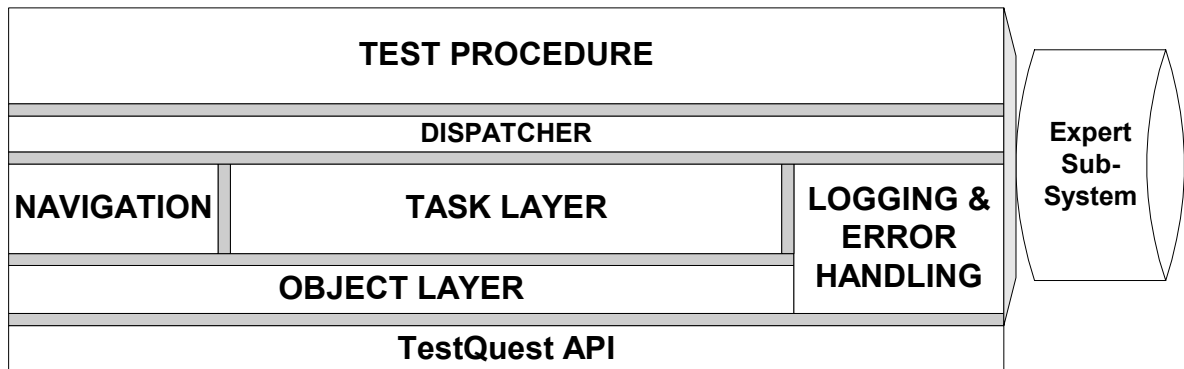 TEST PROCEDURE
DISPATCHER
NAVIGATION
TASK LAYER
LOGGING &
ERROR
HANDLING
OBJECT LAYER
TestQuest API
Expert
Sub-
System